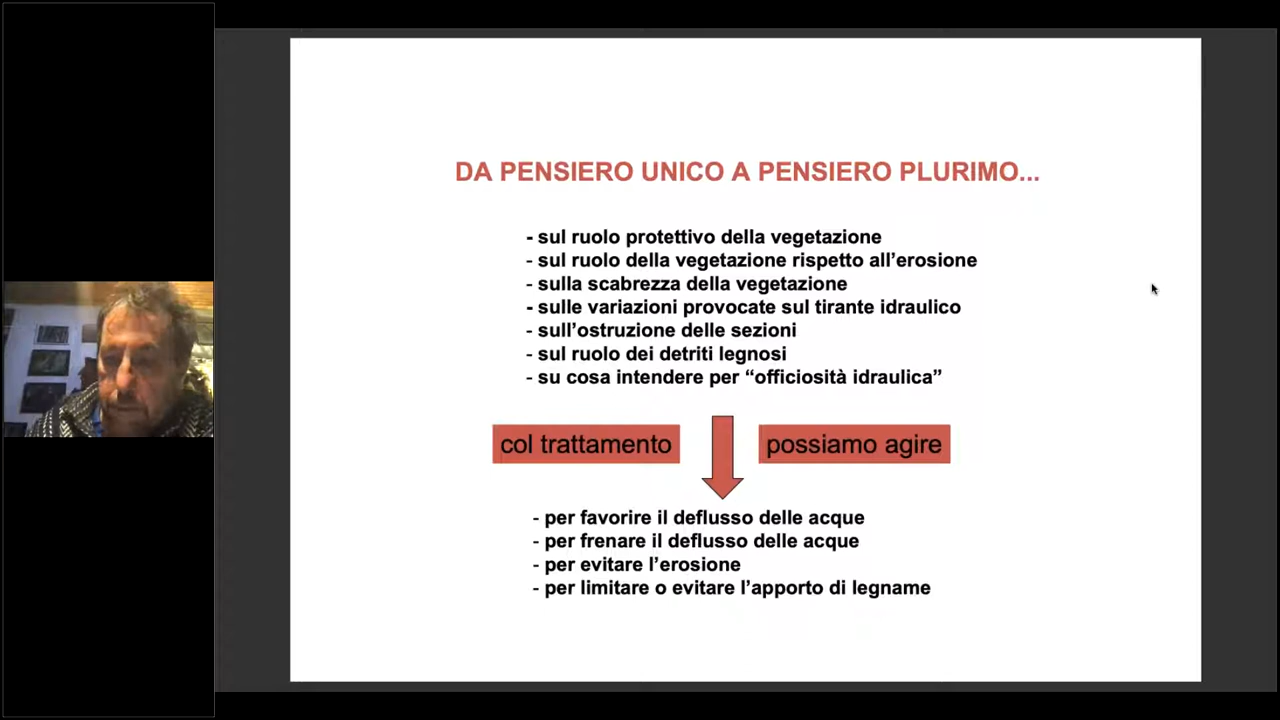 DA PENSIERO UNICO A PENSIERO PLURIMO...
- sul ruolo protettivo della vegetazione
- sul ruolo della vegetazione rispetto all’erosione
- sulla scabrezza della vegetazione
- sulle variazioni provocate sul tirante idraulico
- sull’ostruzione delle sezioni
- sul ruolo dei detriti legnosi
- su cosa intendere per “officiosità idraulica”
col trattamento possiamo agire
- per favorire il deflusso delle acque
- per frenare il deflusso delle acque
- per evitare l’erosione
- per limitare o evitare l’apporto di legname